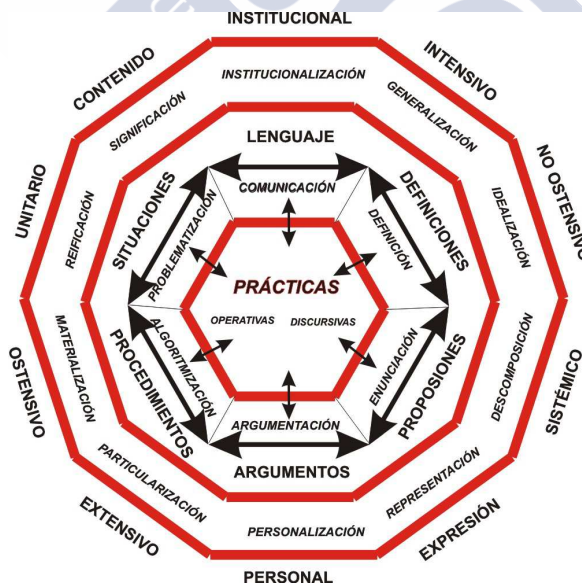 INSTITUCIONAL
CONTENIDO
INTENSIVO
INSTITUCIONALIZACIÓN
SIGNIFICACIÓN
GENERALIZACIÓN
LENGUAJE
UNITARIO
NO OSTENSIVO
REIFICACIÓN
IDEALIZACIÓN
SITUACIONES
DEFINICIONES
COMUNICACIÓN
PROBLEMATIZACIÓN
DEFINICIÓN
PRÁCTICAS
OPERATIVAS DISCURSIVAS
ALGORITMIZACIÓN
ENUNCIACIÓN
ARGUMENTACIÓN
PROCEDIMIENTOS
PROPOSIONES
MATERIALIZACIÓN
DESCOMPOSICIÓN
OSTENSIVO
SISTÉMICO
ARGUMENTOS
PARTICULARIZACIÓN
REPRESENTACIÓN
PERSONALIZACIÓN
EXTENSIVO
EXPRESIÓN
PERSONAL